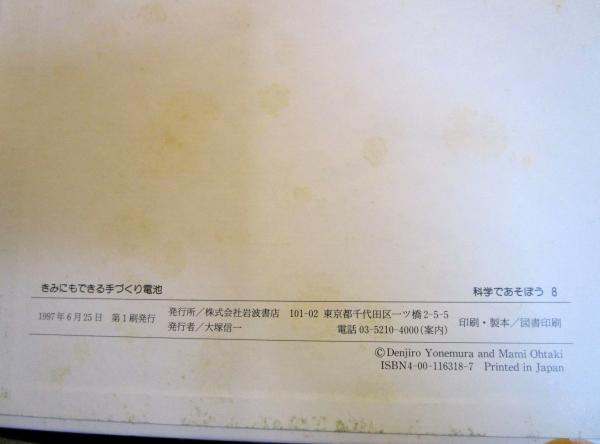 きみにもできる手づくり電池
科学であそぼう 8
1997年6月25日 第1刷発行
発行所／株式会社岩波書店 101-02 東京都千代田区一ツ橋2-5-5
発行者／大塚信一 電話 03-5210-4000(案内)
印刷・製本／図書印刷
©Denjiro Yonemura and Mami Ohtaki
ISBN4-00-116318-7 Printed in Japan